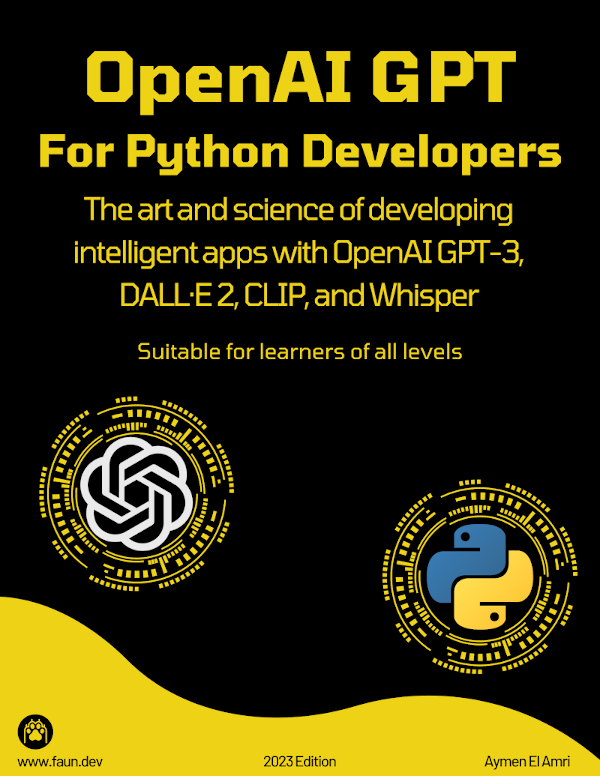 OpenAI GPT
For Python Developers
The art and science of developing
intelligent apps with OpenAI GPT-3,
DALL·E 2, CLIP, and Whisper
Suitable for learners of all levels
www.faun.dev
2023 Edition
Aymen El Amri